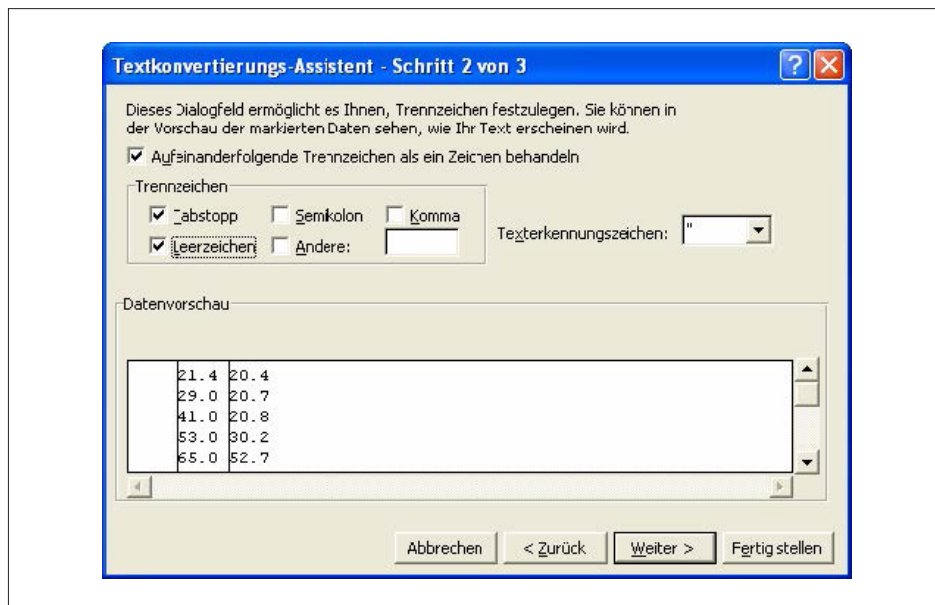 Textkonvertierungs-Assistent - Schritt 2 von 3
Dieses Dialogfeld ermöglicht es Ihnen, Trennzeichen festzulegen. Sie können in
der Vorschau der markierten Daten sehen, wie Ihr Text erscheinen wird.
Aufeinanderfolgende Trennzeichen als ein Zeichen behandeln
Trennzeichen
Tabstopp Semikolon Komma
Leerzeichen Andere:
Texterkennungszeichen: "
Datenvorschau
21.4 20.4
29.0 20.7
41.0 20.8
53.0 30.2
65.0 52.7
Abbrechen < Zurück Weiter > Fertig stellen